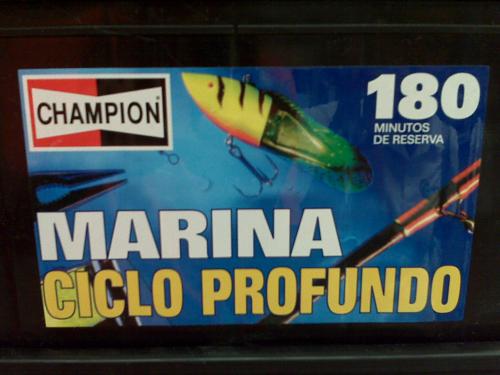 CHAMPION
180
MINUTOS
DE RESERVA
MARINA
CICLO PROFUNDO